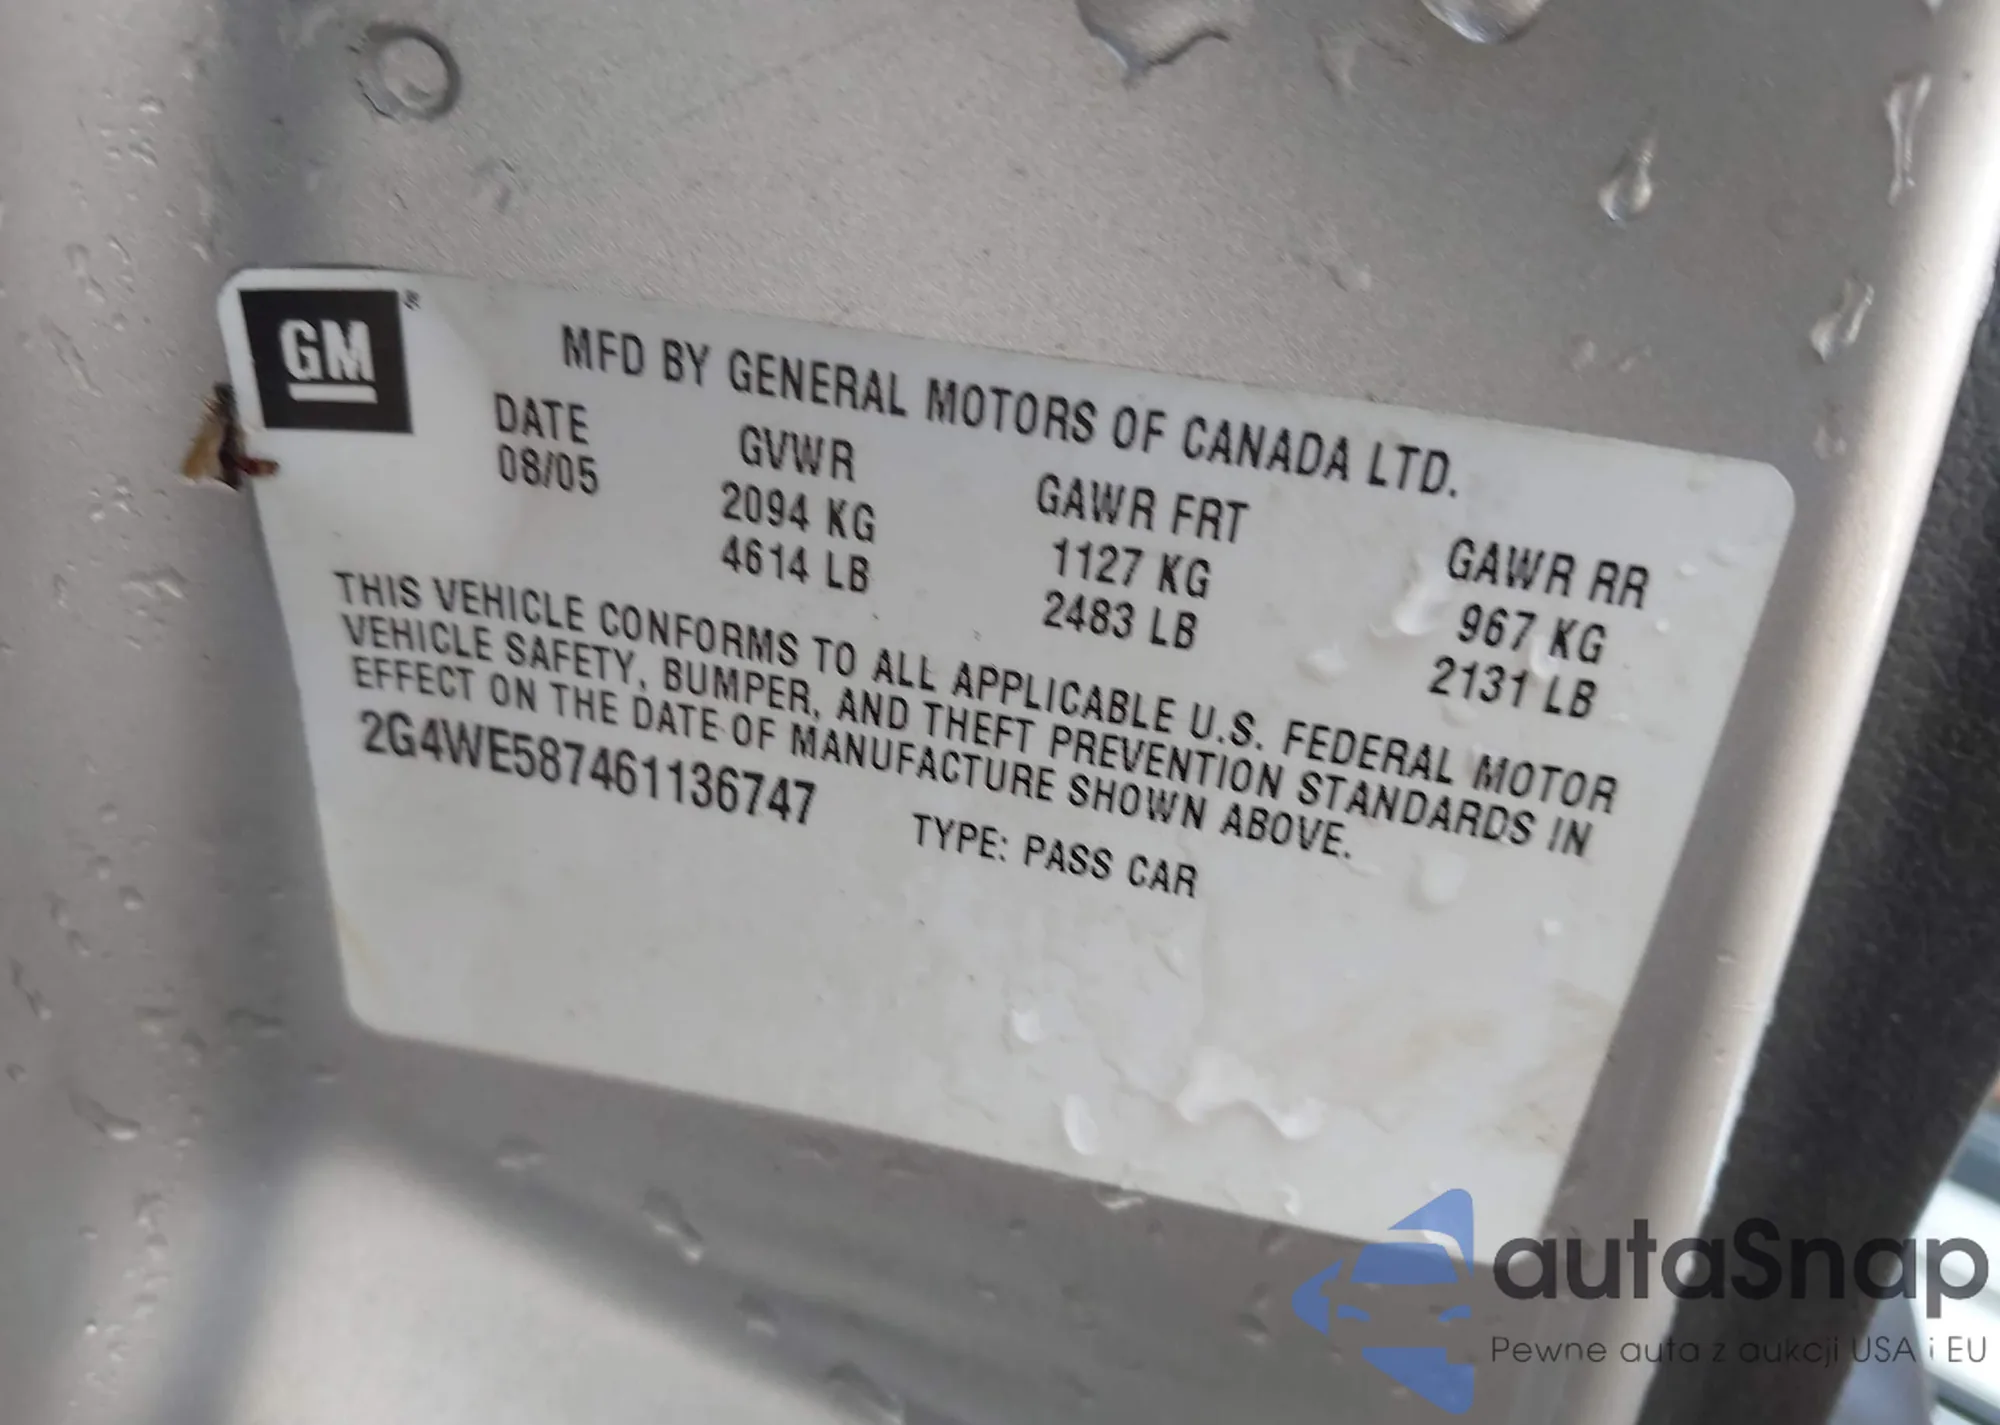 GM
MFD BY GENERAL MOTORS OF CANADA LTD.
DATE GVWR GAWR FRT GAWR RR
08/05 2094 KG 1127 KG 967 KG
4614 LB 2483 LB 2131 LB
THIS VEHICLE CONFORMS TO ALL APPLICABLE U.S. FEDERAL MOTOR
VEHICLE SAFETY, BUMPER, AND THEFT PREVENTION STANDARDS IN
EFFECT ON THE DATE OF MANUFACTURE SHOWN ABOVE.
2G4WE587461136747 TYPE: PASS CAR
autaSnap
Pewne auta z aukcji USA i EU